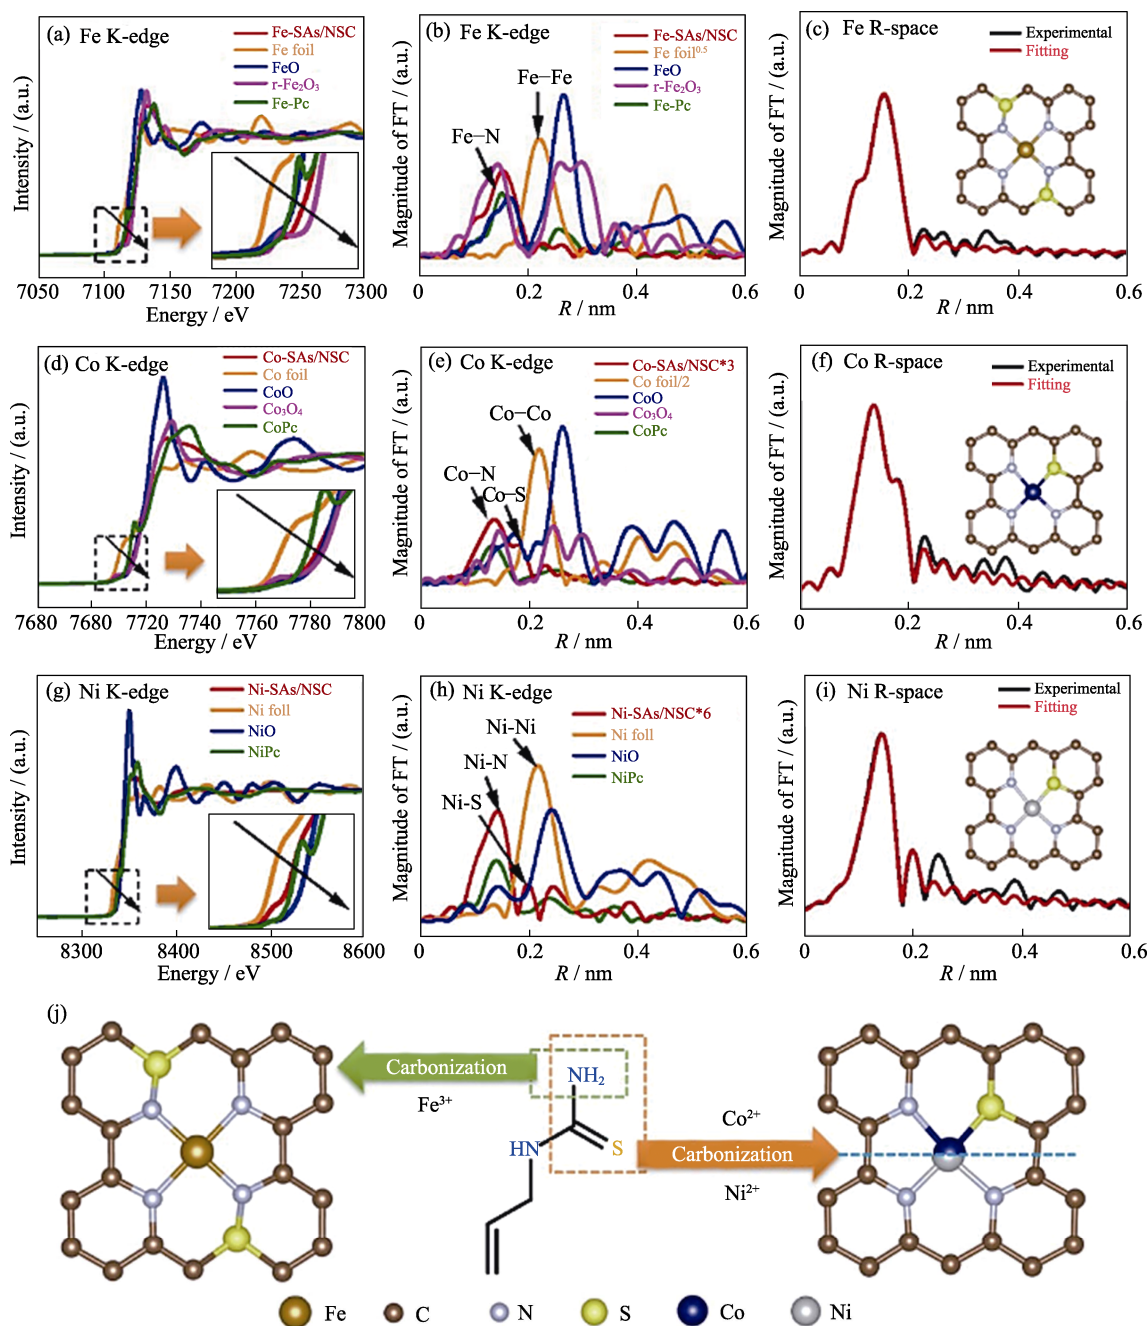 (a) Fe K-edge
Fe-SAs/NSC
Fe foil
FeO
r-Fe₂O₃
Fe-Pc
Intensity / (a.u.)
7050 7100 7150 7200 7250 7300
Energy / eV
(b) Fe K-edge
Fe-SAs/NSC
Fe foil⁰·⁵
FeO
r-Fe₂O₃
Fe-Pc
Fe−Fe
Fe−N
Magnitude of FT / (a.u.)
0 0.2 0.4 0.6
R / nm
(c) Fe R-space
Experimental
Fitting
Magnitude of FT / (a.u.)
0 0.2 0.4 0.6
R / nm
(d) Co K-edge
Co-SAs/NSC
Co foil
CoO
Co₃O₄
CoPc
Intensity / (a.u.)
7680 7720 7760 7800
Energy / eV
(e) Co K-edge
Co-SAs/NSC*3
Co foil/2
CoO
Co₃O₄
CoPc
Co−Co
Co−N
Co−S
Magnitude of FT / (a.u.)
0 0.2 0.4 0.6
R / nm
(f) Co R-space
Experimental
Fitting
Magnitude of FT / (a.u.)
0 0.2 0.4 0.6
R / nm
(g) Ni K-edge
Ni-SAs/NSC
Ni foll
NiO
NiPc
Intensity / (a.u.)
8300 8400 8500 8600
Energy / eV
(h) Ni K-edge
Ni-SAs/NSC*6
Ni foll
NiO
NiPc
Ni-Ni
Ni-N
Ni-S
Magnitude of FT / (a.u.)
0 0.2 0.4 0.6
R / nm
(i) Ni R-space
Experimental
Fitting
Magnitude of FT / (a.u.)
0 0.2 0.4 0.6
R / nm
(j)
Carbonization
Fe³⁺
NH₂
HN
S
Co²⁺
Carbonization
Ni²⁺
Fe C N S Co Ni